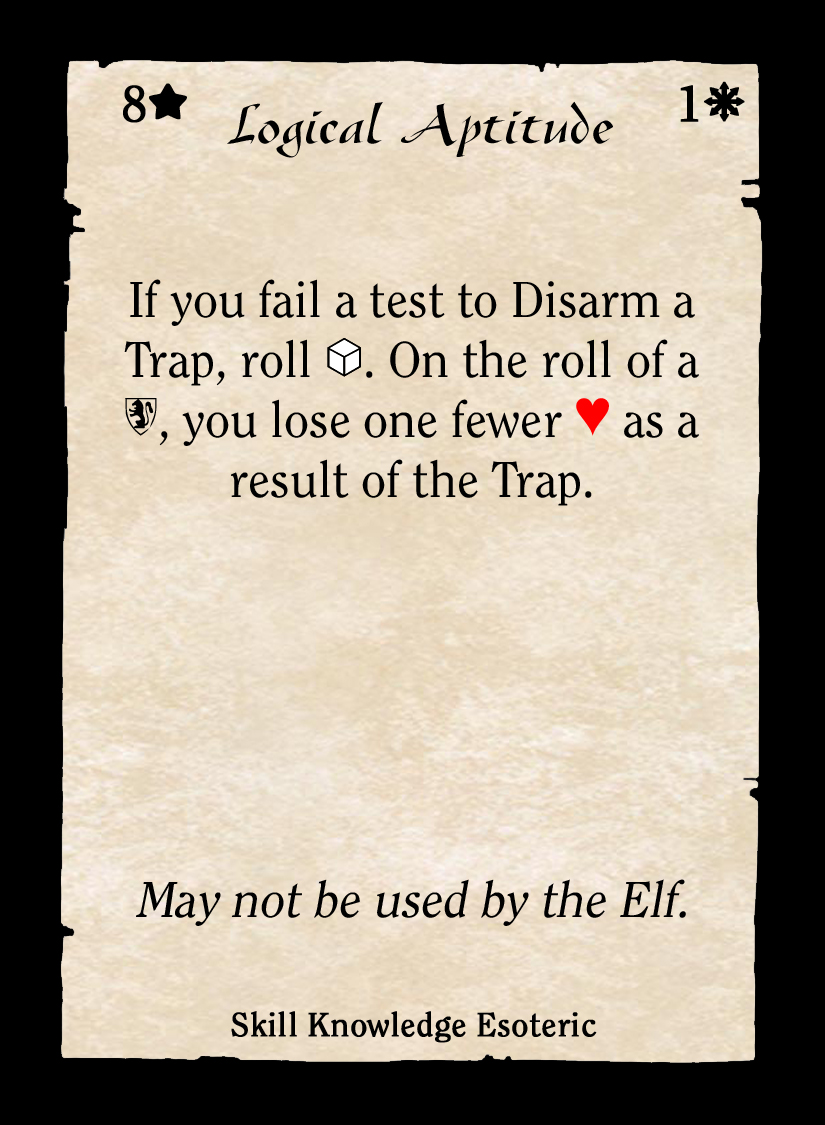 8★ Logical Aptitude 1
If you fail a test to Disarm a
Trap, roll . On the roll of a
, you lose one fewer ♥ as a
result of the Trap.
May not be used by the Elf.
Skill Knowledge Esoteric